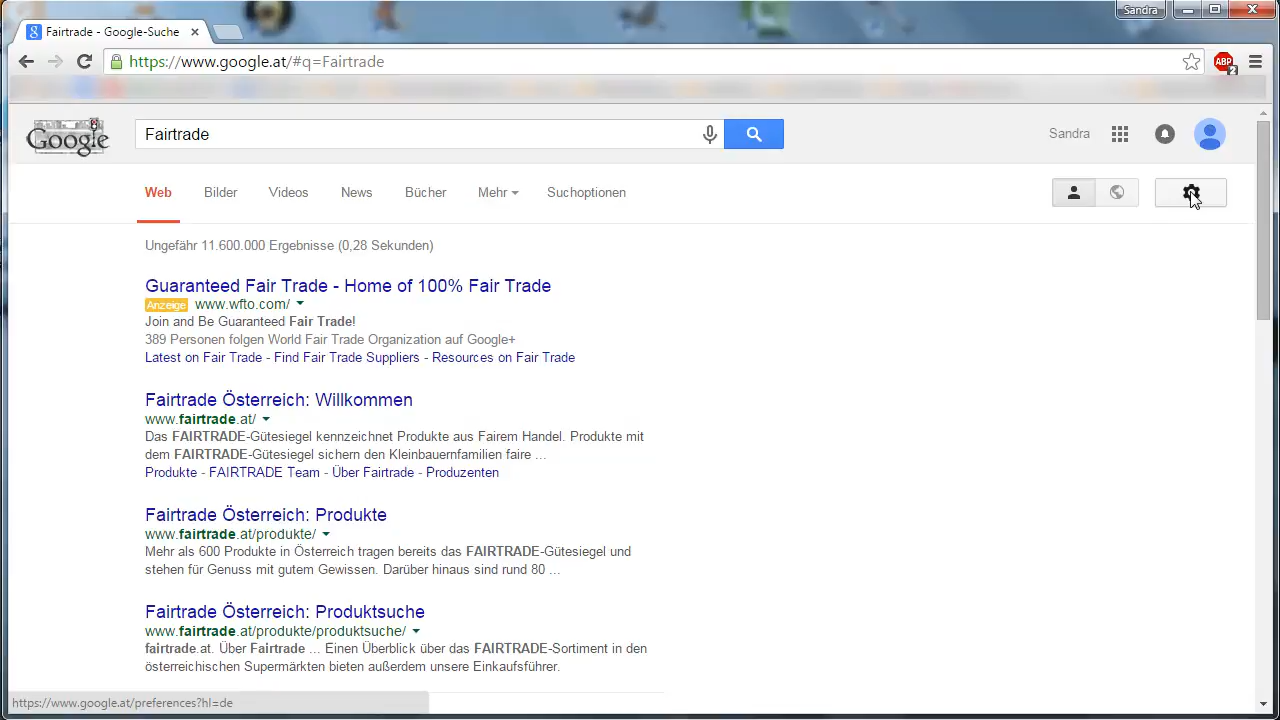 Sandra
Fairtrade - Google-Suche
https://www.google.at/#q=Fairtrade
ABP
2
Google
Fairtrade
Sandra
Web
Bilder
Videos
News
Bücher
Mehr
Suchoptionen
Ungefähr 11.600.000 Ergebnisse (0,28 Sekunden)
Guaranteed Fair Trade - Home of 100% Fair Trade
Anzeige www.wfto.com/
Join and Be Guaranteed Fair Trade!
389 Personen folgen World Fair Trade Organization auf Google+
Latest on Fair Trade - Find Fair Trade Suppliers - Resources on Fair Trade
Fairtrade Österreich: Willkommen
www.fairtrade.at/
Das FAIRTRADE-Gütesiegel kennzeichnet Produkte aus Fairem Handel. Produkte mit
dem FAIRTRADE-Gütesiegel sichern den Kleinbauernfamilien faire ...
Produkte - FAIRTRADE Team - Über Fairtrade - Produzenten
Fairtrade Österreich: Produkte
www.fairtrade.at/produkte/
Mehr als 600 Produkte in Österreich tragen bereits das FAIRTRADE-Gütesiegel und
stehen für Genuss mit gutem Gewissen. Darüber hinaus sind rund 80 ...
Fairtrade Österreich: Produktsuche
www.fairtrade.at/produkte/produktsuche/
fairtrade.at. Über Fairtrade ... Einen Überblick über das FAIRTRADE-Sortiment in den
österreichischen Supermärkten bieten außerdem unsere Einkaufsführer.
https://www.google.at/preferences?hl=de